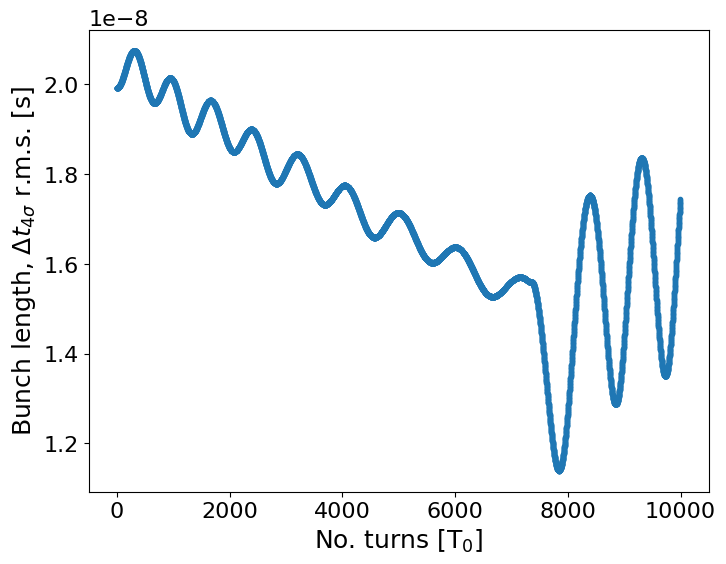 1e−8
2.0
1.8
1.6
1.4
1.2
Bunch length, Δt₄σ r.m.s. [s]
0 2000 4000 6000 8000 10000
No. turns [T₀]